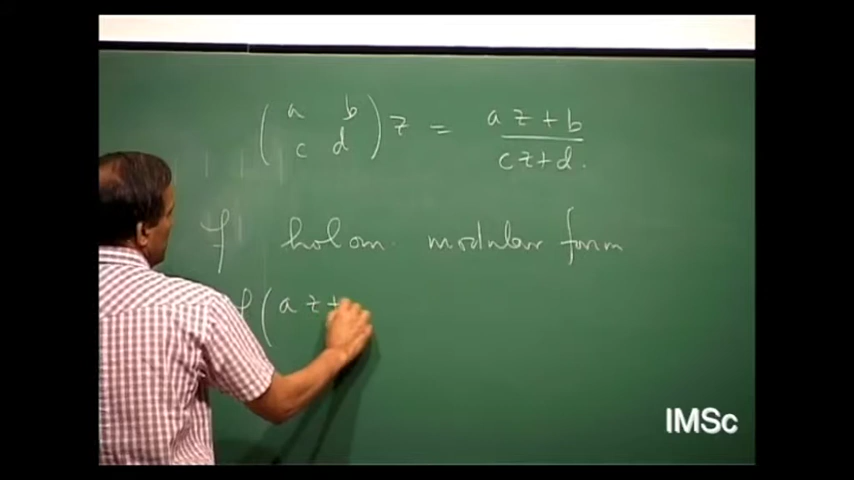 ( a b
c d ) z = az + b
cz + d .
f holom. modular form
f ( az +
IMSc